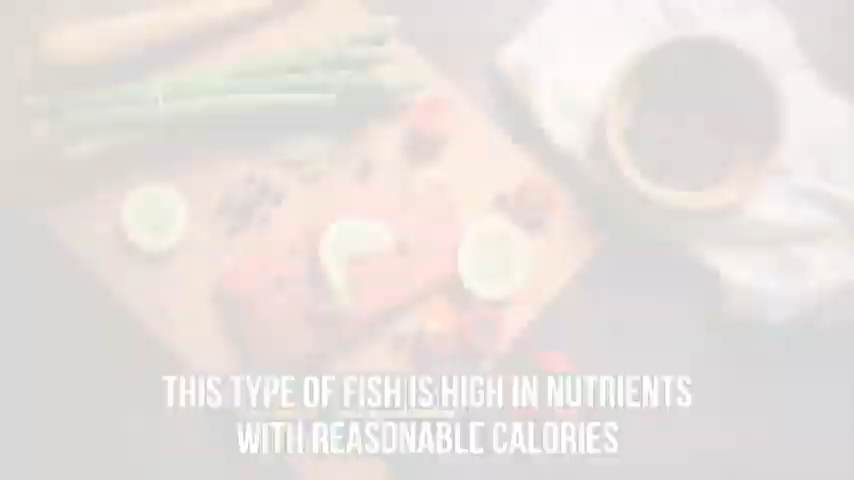 THIS TYPE OF FISH IS HIGH IN NUTRIENTS
WITH REASONABLE CALORIES